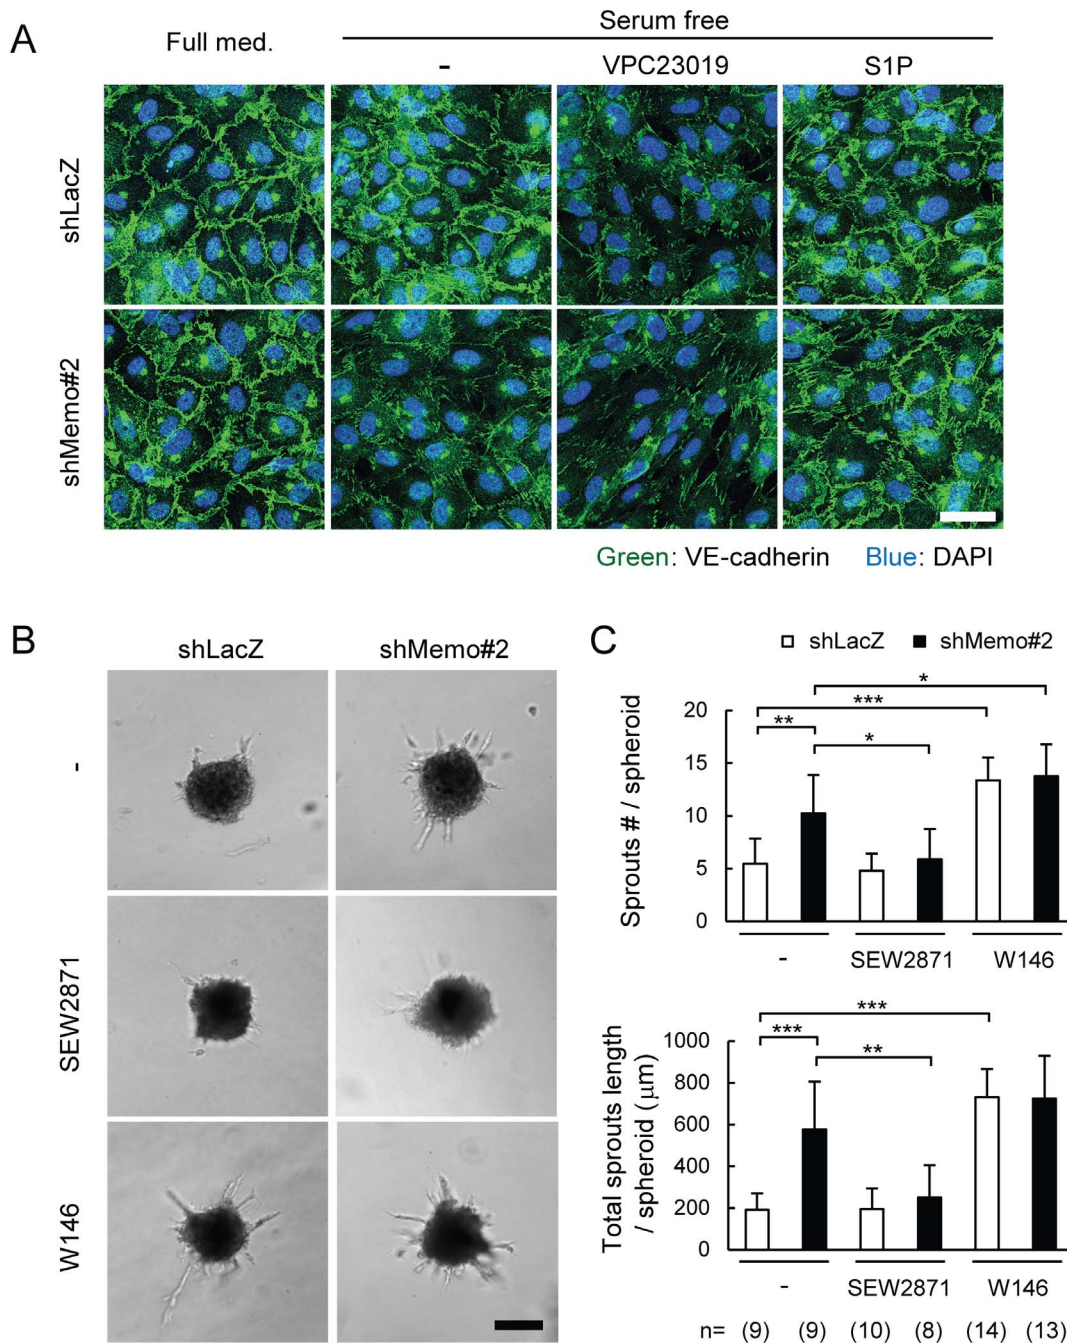 A
Full med.
Serum free
-
VPC23019
S1P
shLacZ
shMemo#2
Green: VE-cadherin Blue: DAPI
B
shLacZ
shMemo#2
-
SEW2871
W146
C
shLacZ shMemo#2
*
***
**
*
Sprouts # / spheroid
20
15
10
5
0
- SEW2871 W146
***
***
**
Total sprouts length
/ spheroid (μm)
1000
800
600
400
200
0
- SEW2871 W146
n= (9) (9) (10) (8) (14) (13)